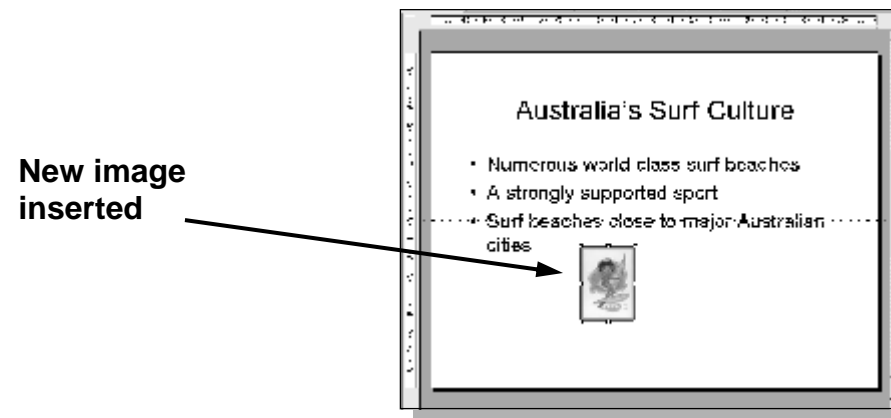 New image
inserted
Australia's Surf Culture
• Numerous world class surf beaches
• A strongly supported sport
• Surf beaches close to major Australian
cities